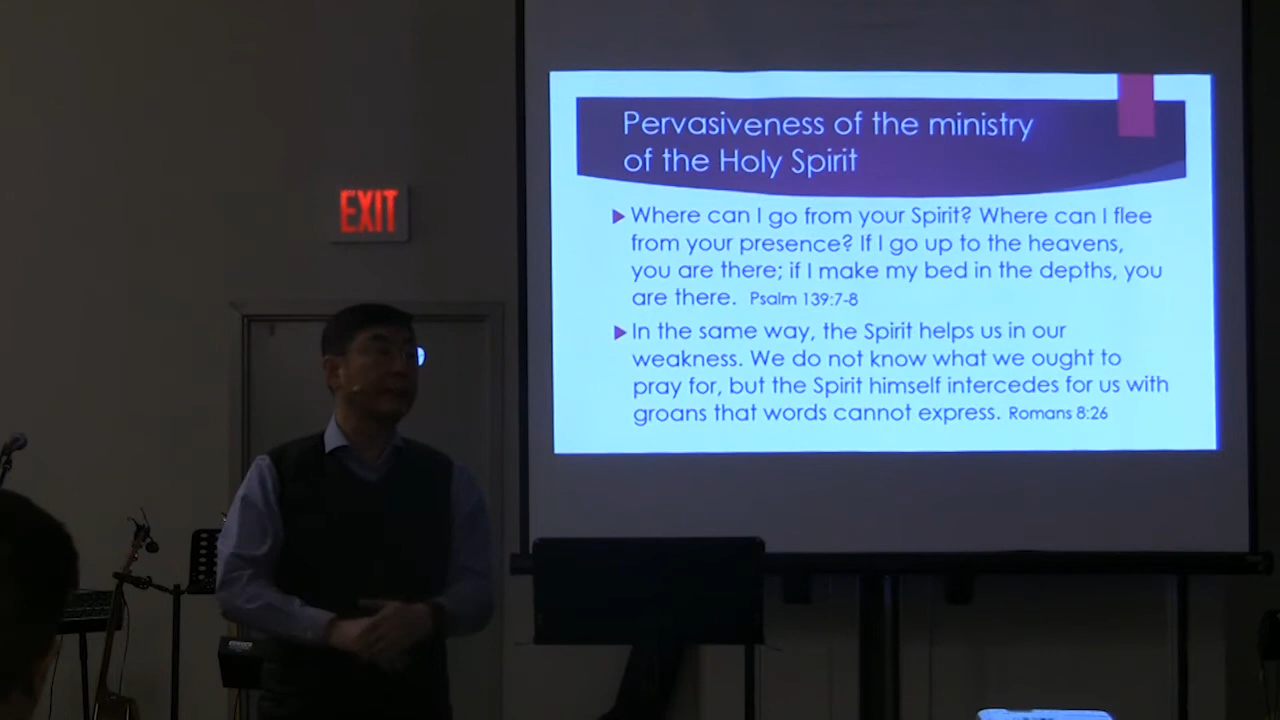 Pervasiveness of the ministry
of the Holy Spirit
EXIT
Where can I go from your Spirit? Where can I flee
from your presence? If I go up to the heavens,
you are there; if I make my bed in the depths, you
are there. Psalm 139:7-8
In the same way, the Spirit helps us in our
weakness. We do not know what we ought to
pray for, but the Spirit himself intercedes for us with
groans that words cannot express. Romans 8:26